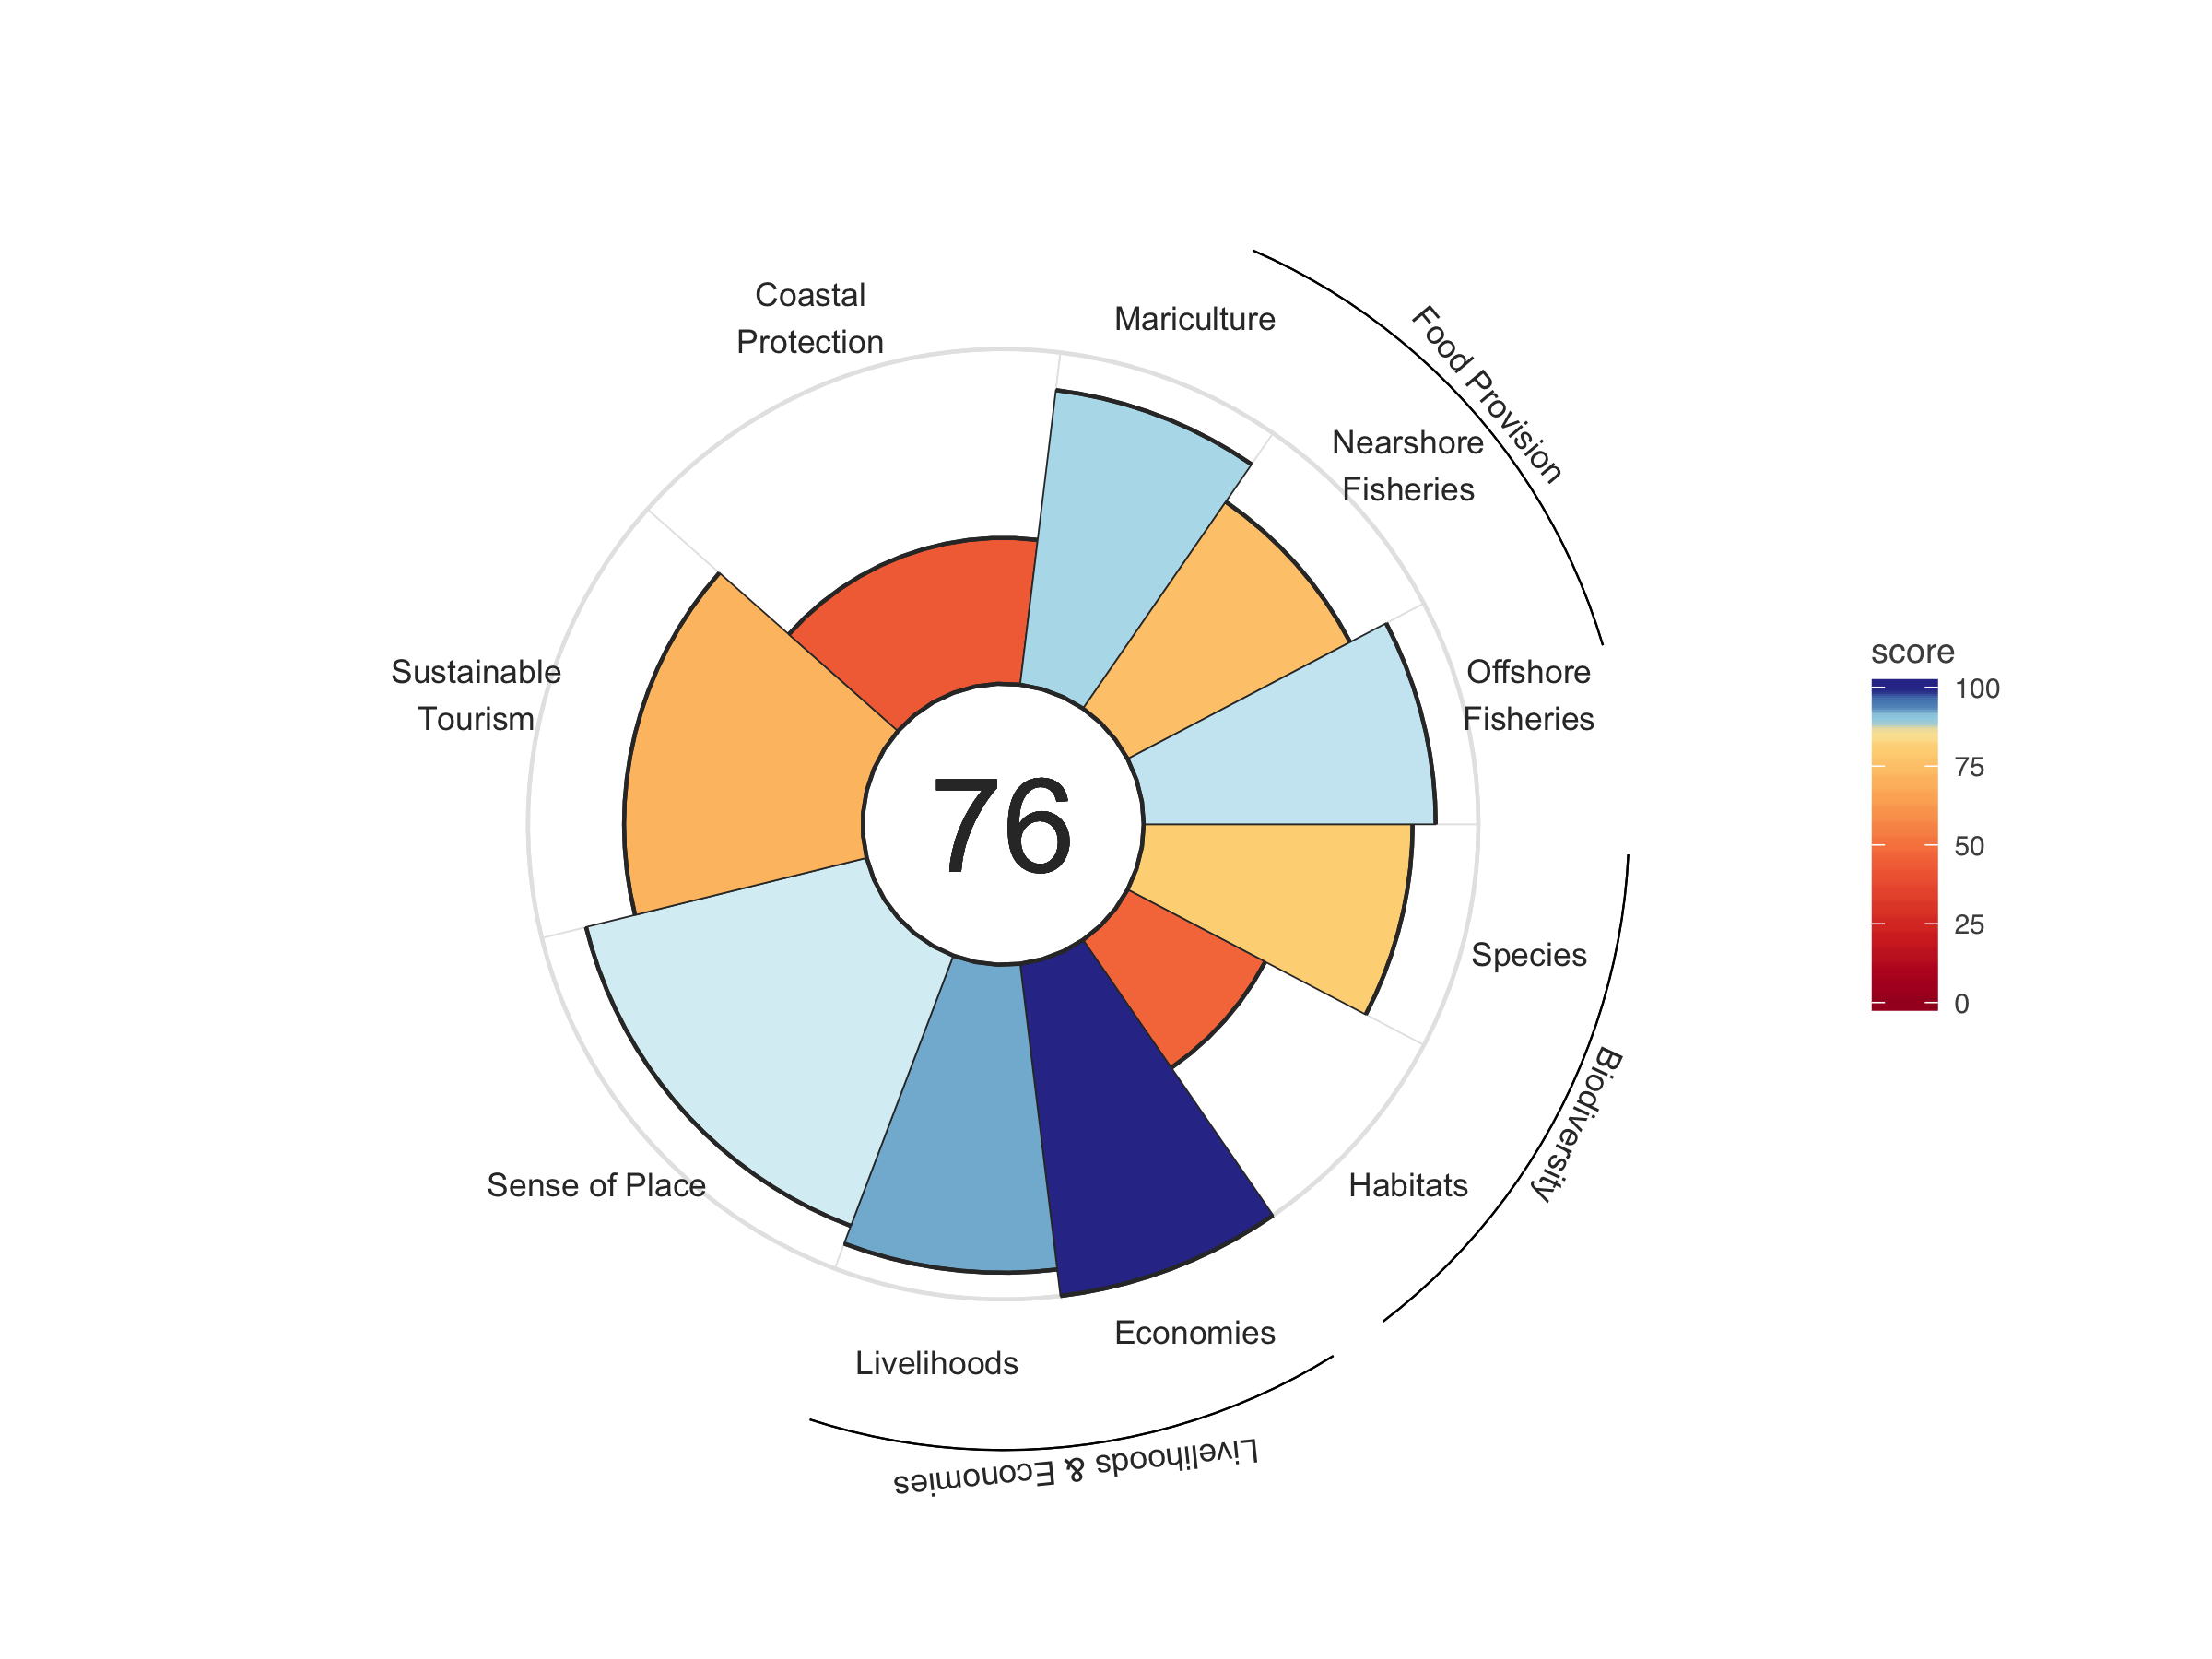 Coastal
Protection
Mariculture
Food Provision
Nearshore
Fisheries
Sustainable
Tourism
Offshore
Fisheries
76
score
100
75
50
25
0
Species
Biodiversity
Sense of Place
Habitats
Economies
Livelihoods
Livelihoods & Economies